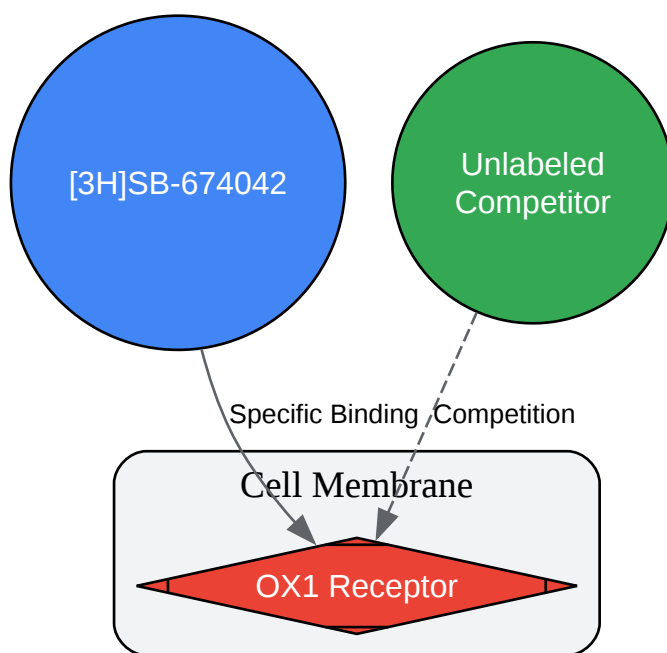 [3H]SB-674042
Unlabeled
Competitor
Specific Binding
Competition
Cell Membrane
OX1 Receptor